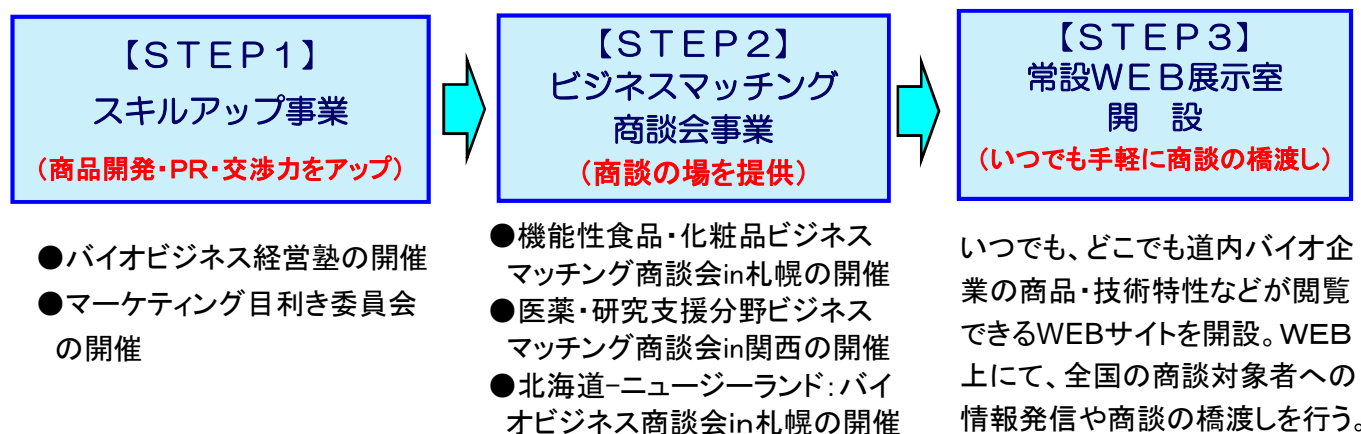 【STEP1】
スキルアップ事業
(商品開発・PR・交渉力をアップ)
●バイオビジネス経営塾の開催
●マーケティング目利き委員会
の開催
【STEP2】
ビジネスマッチング
商談会事業
(商談の場を提供)
●機能性食品・化粧品ビジネス
マッチング商談会in札幌の開催
●医薬・研究支援分野ビジネス
マッチング商談会in関西の開催
●北海道-ニュージーランド:バイ
オビジネス商談会in札幌の開催
【STEP3】
常設WEB展示室
開 設
(いつでも手軽に商談の橋渡し)
いつでも、どこでも道内バイオ企
業の商品・技術特性などが閲覧
できるWEBサイトを開設。WEB
上にて、全国の商談対象者への
情報発信や商談の橋渡しを行う。